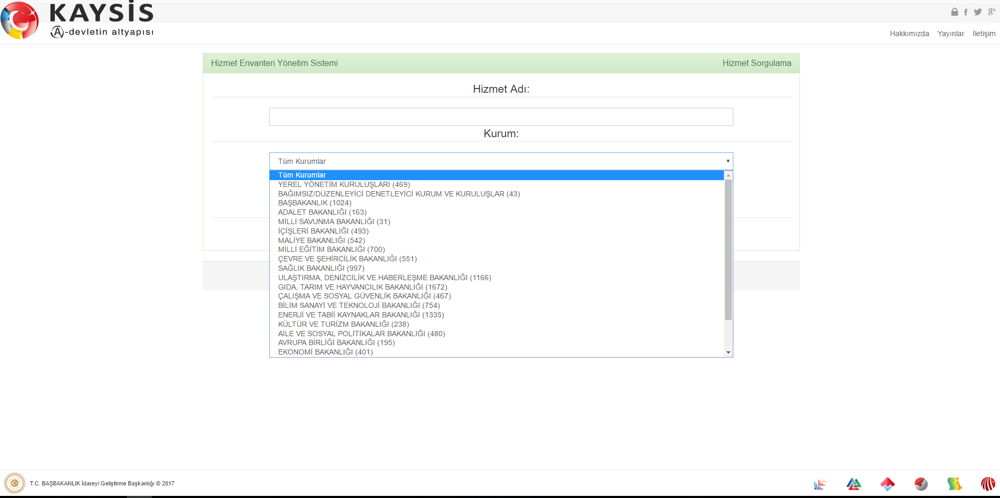 KAYSİS
A-devletin altyapısı
Hakkımızda Yayınlar İletişim
Hizmet Envanteri Yönetim Sistemi Hizmet Sorgulama
Hizmet Adı:
Kurum:
Tüm Kurumlar
Tüm Kurumlar
YEREL YÖNETİM KURULUŞLARI (469)
BAĞIMSIZ/DÜZENLEYİCİ DENETLEYİCİ KURUM VE KURULUŞLAR (43)
BAŞBAKANLIK (1024)
ADALET BAKANLIĞI (163)
MİLLİ SAVUNMA BAKANLIĞI (31)
İÇİŞLERİ BAKANLIĞI (493)
MALİYE BAKANLIĞI (542)
MİLLİ EĞİTİM BAKANLIĞI (700)
ÇEVRE VE ŞEHİRCİLİK BAKANLIĞI (551)
SAĞLIK BAKANLIĞI (997)
ULAŞTIRMA, DENİZCİLİK VE HABERLEŞME BAKANLIĞI (1166)
GIDA, TARIM VE HAYVANCILIK BAKANLIĞI (1672)
ÇALIŞMA VE SOSYAL GÜVENLİK BAKANLIĞI (467)
BİLİM SANAYİ VE TEKNOLOJİ BAKANLIĞI (754)
ENERJİ VE TABİİ KAYNAKLAR BAKANLIĞI (1335)
KÜLTÜR VE TURİZM BAKANLIĞI (238)
AİLE VE SOSYAL POLİTİKALAR BAKANLIĞI (480)
AVRUPA BİRLİĞİ BAKANLIĞI (195)
EKONOMİ BAKANLIĞI (401)
T.C. BAŞBAKANLIK İdareyi Geliştirme Başkanlığı © 2017